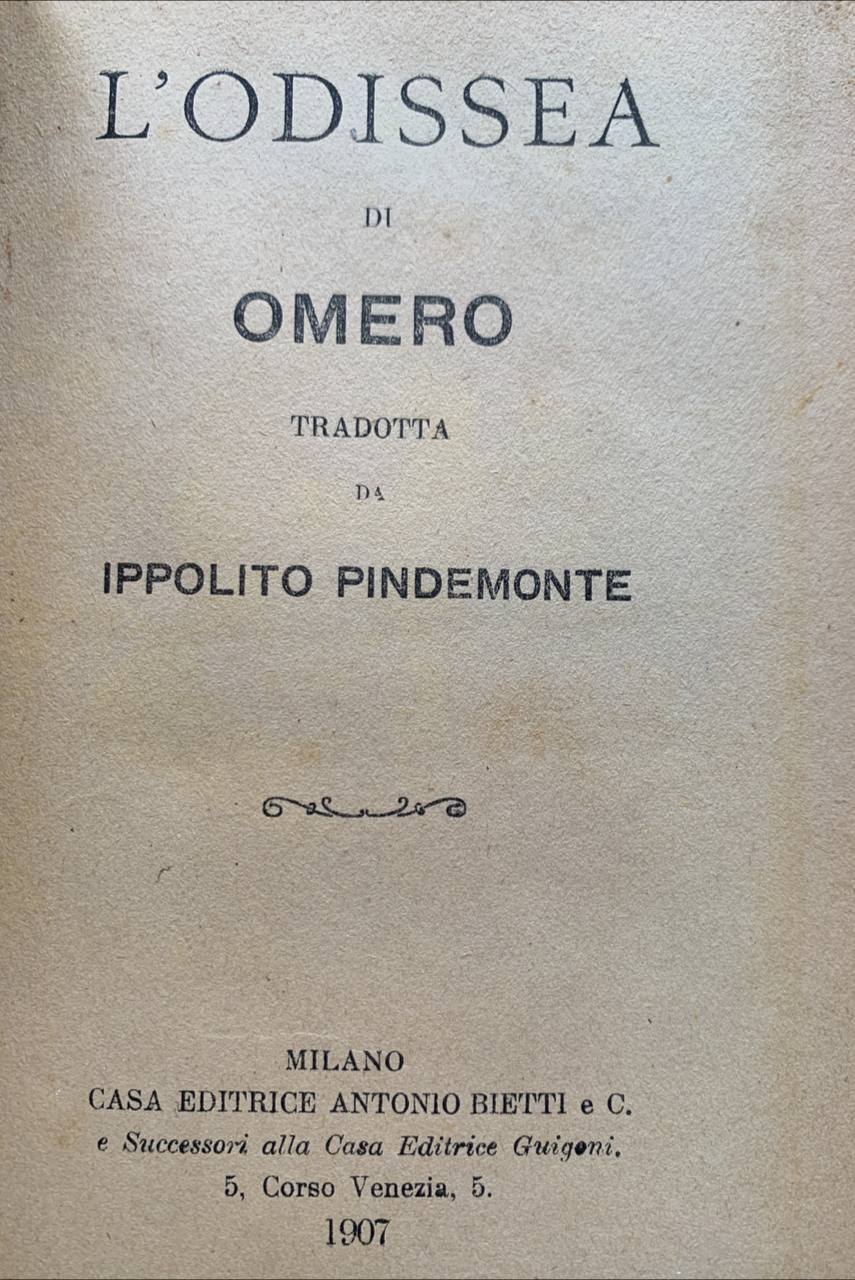 L'ODISSEA
DI
OMERO
TRADOTTA
DA
IPPOLITO PINDEMONTE
MILANO
CASA EDITRICE ANTONIO BIETTI e C.
e Successori alla Casa Editrice Guigoni.
5, Corso Venezia, 5.
1907